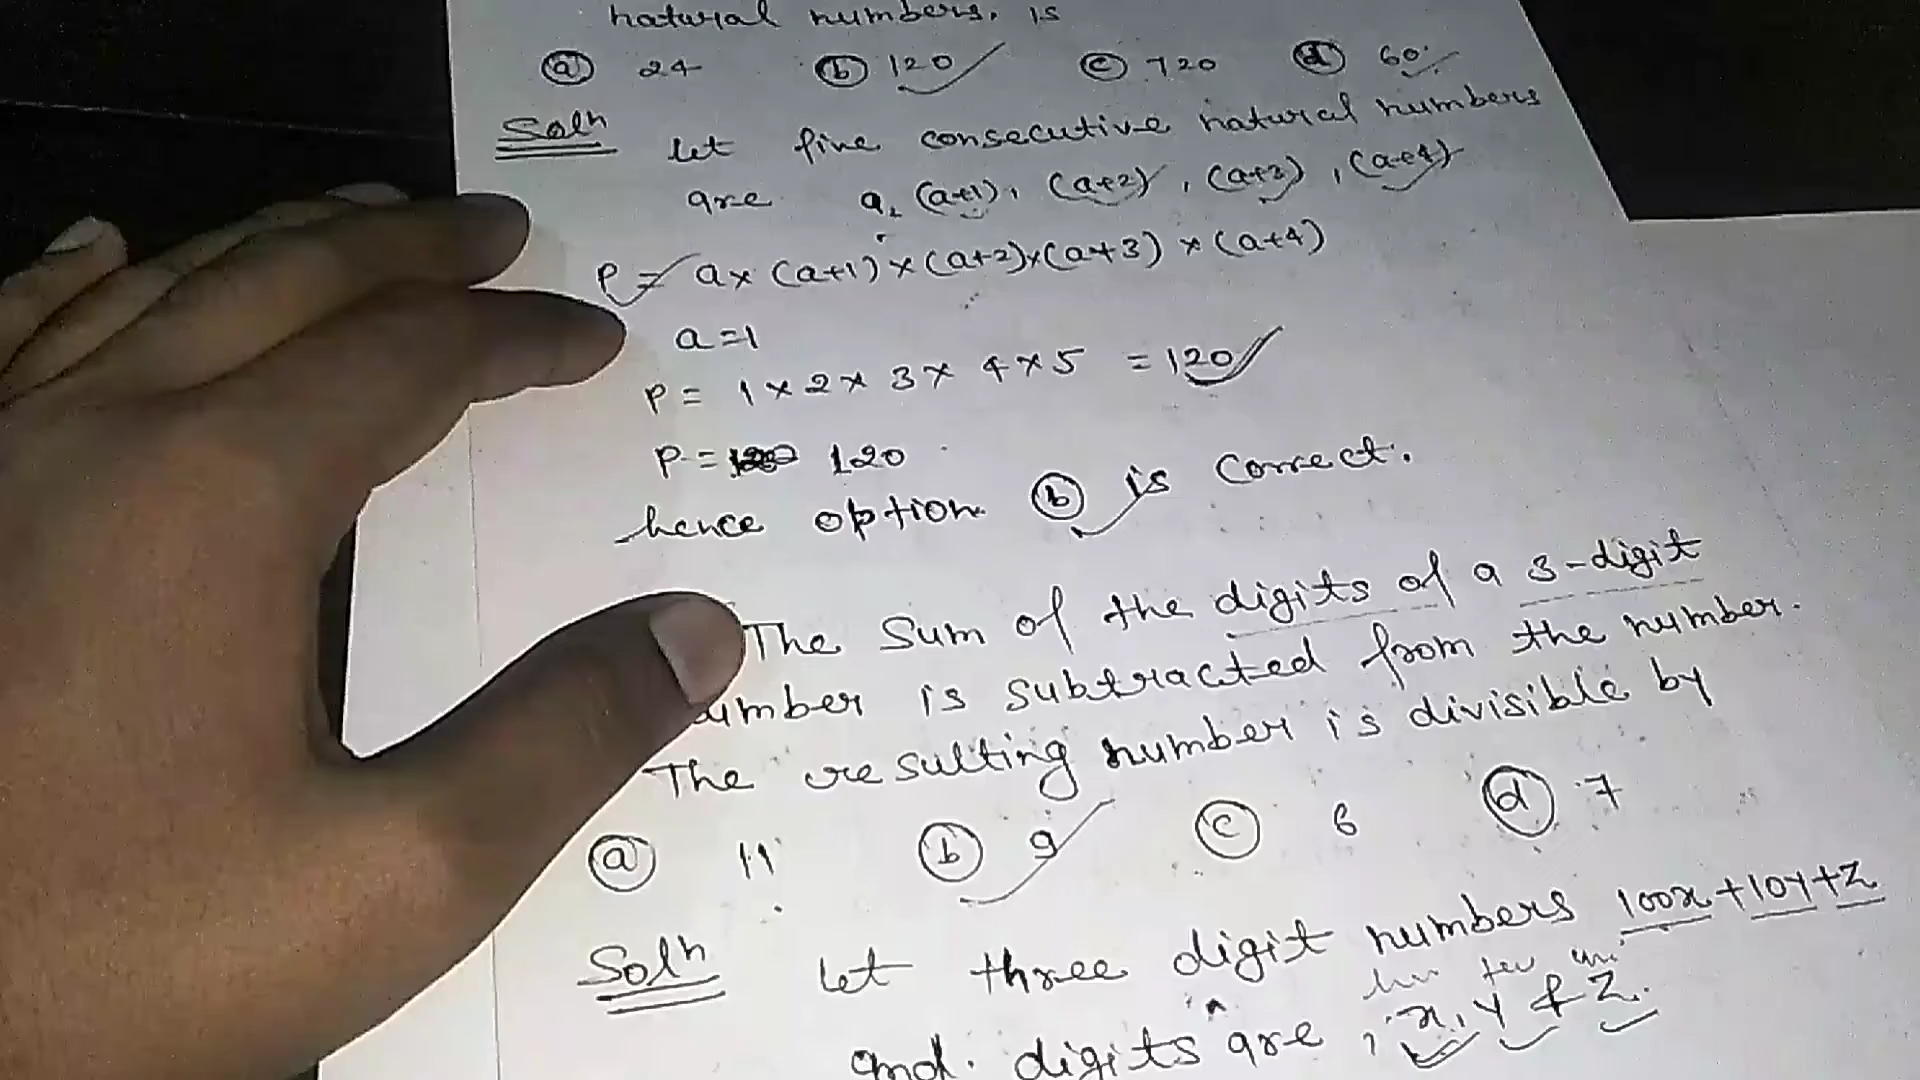 natural numbers, is
(a) 24 (b) 120 (c) 720 (d) 60
Soln let five consecutive natural numbers
are a, (a+1), (a+2), (a+3), (a+4)
P = a× (a+1) × (a+2)×(a+3) × (a+4)
a=1
P = 1×2× 3× 4×5 = 120
P = 120
hence option (b) is correct.
The Sum of the digits of a 3-digit
umber is subtracted from the number.
The resulting number is divisible by
(a) 11 (b) 9 (c) 6 (d) 7
Soln let three digit numbers 100x+10y+z
and. digits are, x, y & z.